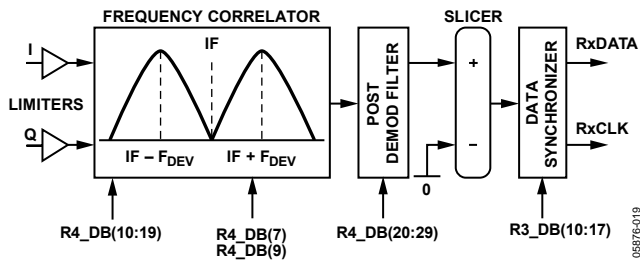 FREQUENCY CORRELATOR
SLICER
I
IF
LIMITERS
Q
IF – FDEV
IF + FDEV
POST
DEMOD FILTER
+
–
0
DATA
SYNCHRONIZER
RxDATA
RxCLK
R4_DB(10:19)
R4_DB(7)
R4_DB(9)
R4_DB(20:29)
R3_DB(10:17)
05876-019